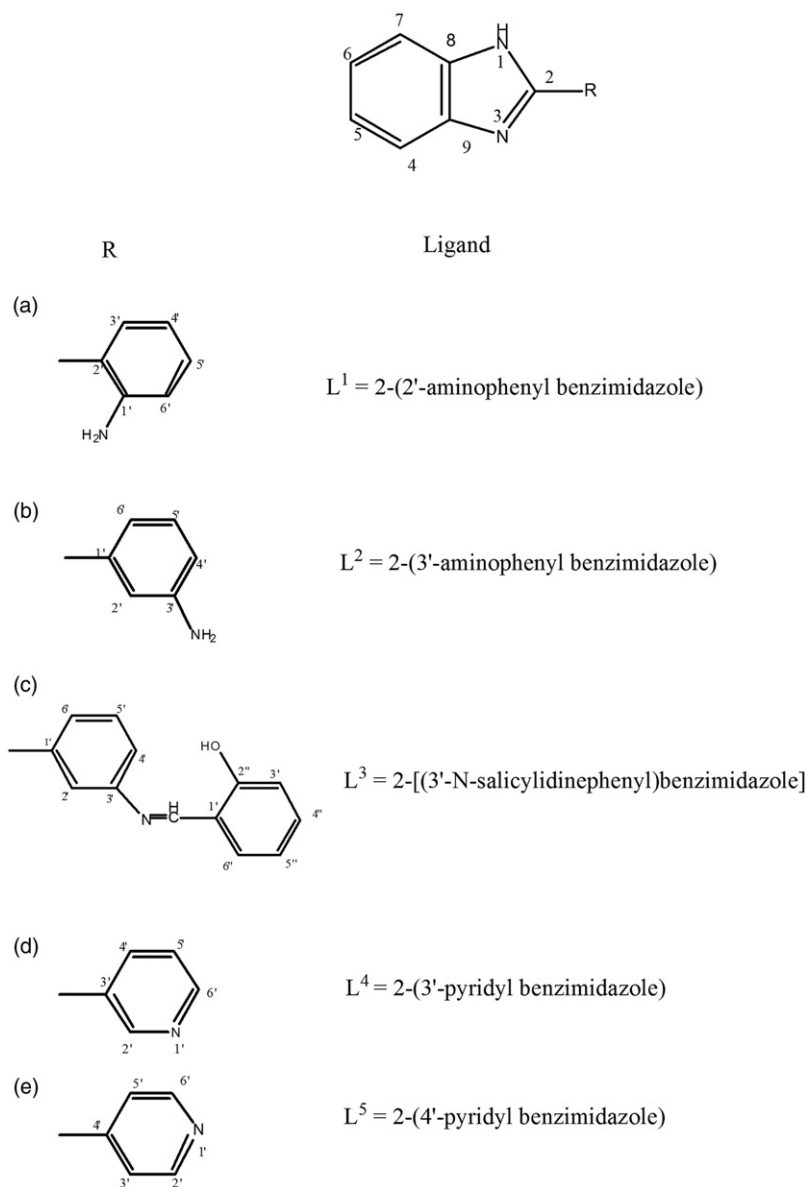 7
H
N
1
8
6
2
R
3
N
5
9
4
R
Ligand
(a)
3'
4'
2'
5'
1'
6'
H₂N
L¹ = 2-(2'-aminophenyl benzimidazole)
(b)
6'
5'
1'
4'
2'
3'
NH₂
L² = 2-(3'-aminophenyl benzimidazole)
(c)
6'
5'
1'
4'
2'
3'
HO
2"
3'
N
H
C
1'
4"
6"
5"
L³ = 2-[(3'-N-salicylidinephenyl)benzimidazole]
(d)
4'
5'
3'
6'
2'
N
1'
L⁴ = 2-(3'-pyridyl benzimidazole)
(e)
5'
6'
4'
N
1'
3'
2'
L⁵ = 2-(4'-pyridyl benzimidazole)